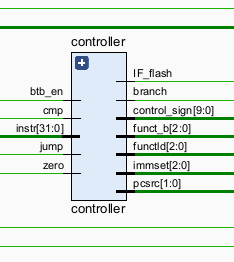 controller
IF_flash
btb_en
branch
cmp
control_sign[9:0]
instr[31:0]
funct_b[2:0]
jump
functId[2:0]
zero
immset[2:0]
pcsrc[1:0]
controller